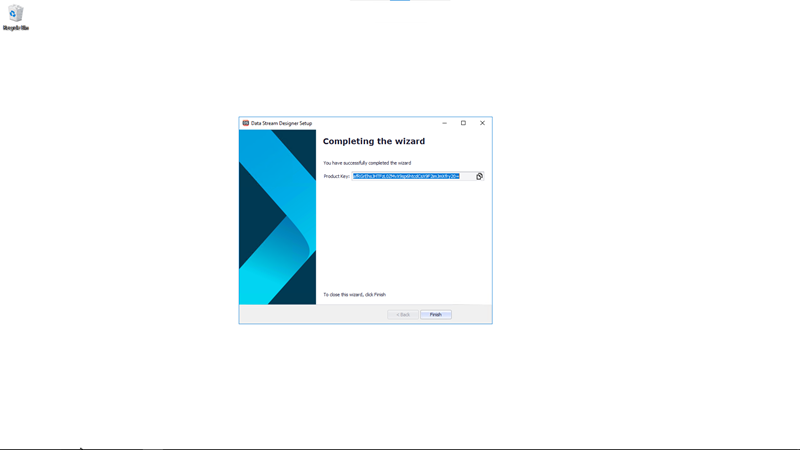 Recycle Bin
Data Stream Designer Setup
Completing the wizard
You have successfully completed the wizard
Product Key:
To close this wizard, click Finish
< Back
Finish